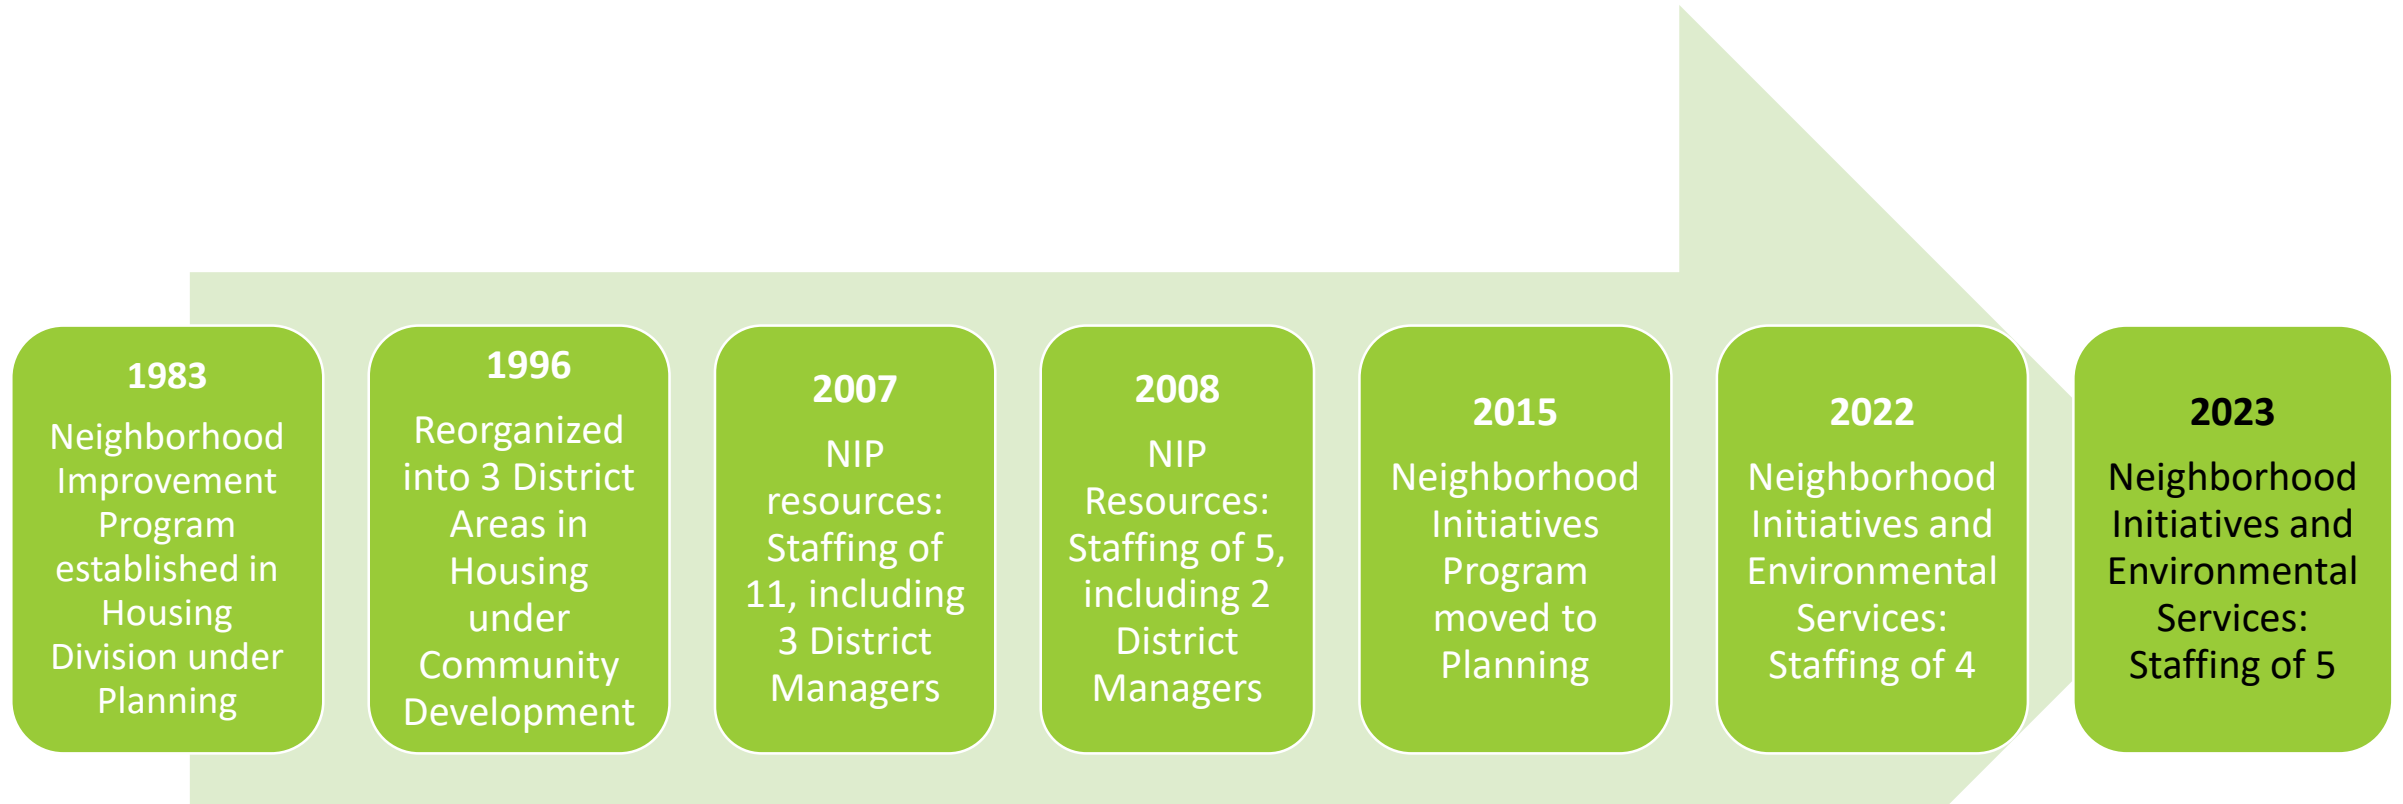 1983
Neighborhood
Improvement
Program
established in
Housing
Division under
Planning
1996
Reorganized
into 3 District
Areas in
Housing
under
Community
Development
2007
NIP
resources:
Staffing of
11, including
3 District
Managers
2008
NIP
Resources:
Staffing of 5,
including 2
District
Managers
2015
Neighborhood
Initiatives
Program
moved to
Planning
2022
Neighborhood
Initiatives and
Environmental
Services:
Staffing of 4
2023
Neighborhood
Initiatives and
Environmental
Services:
Staffing of 5